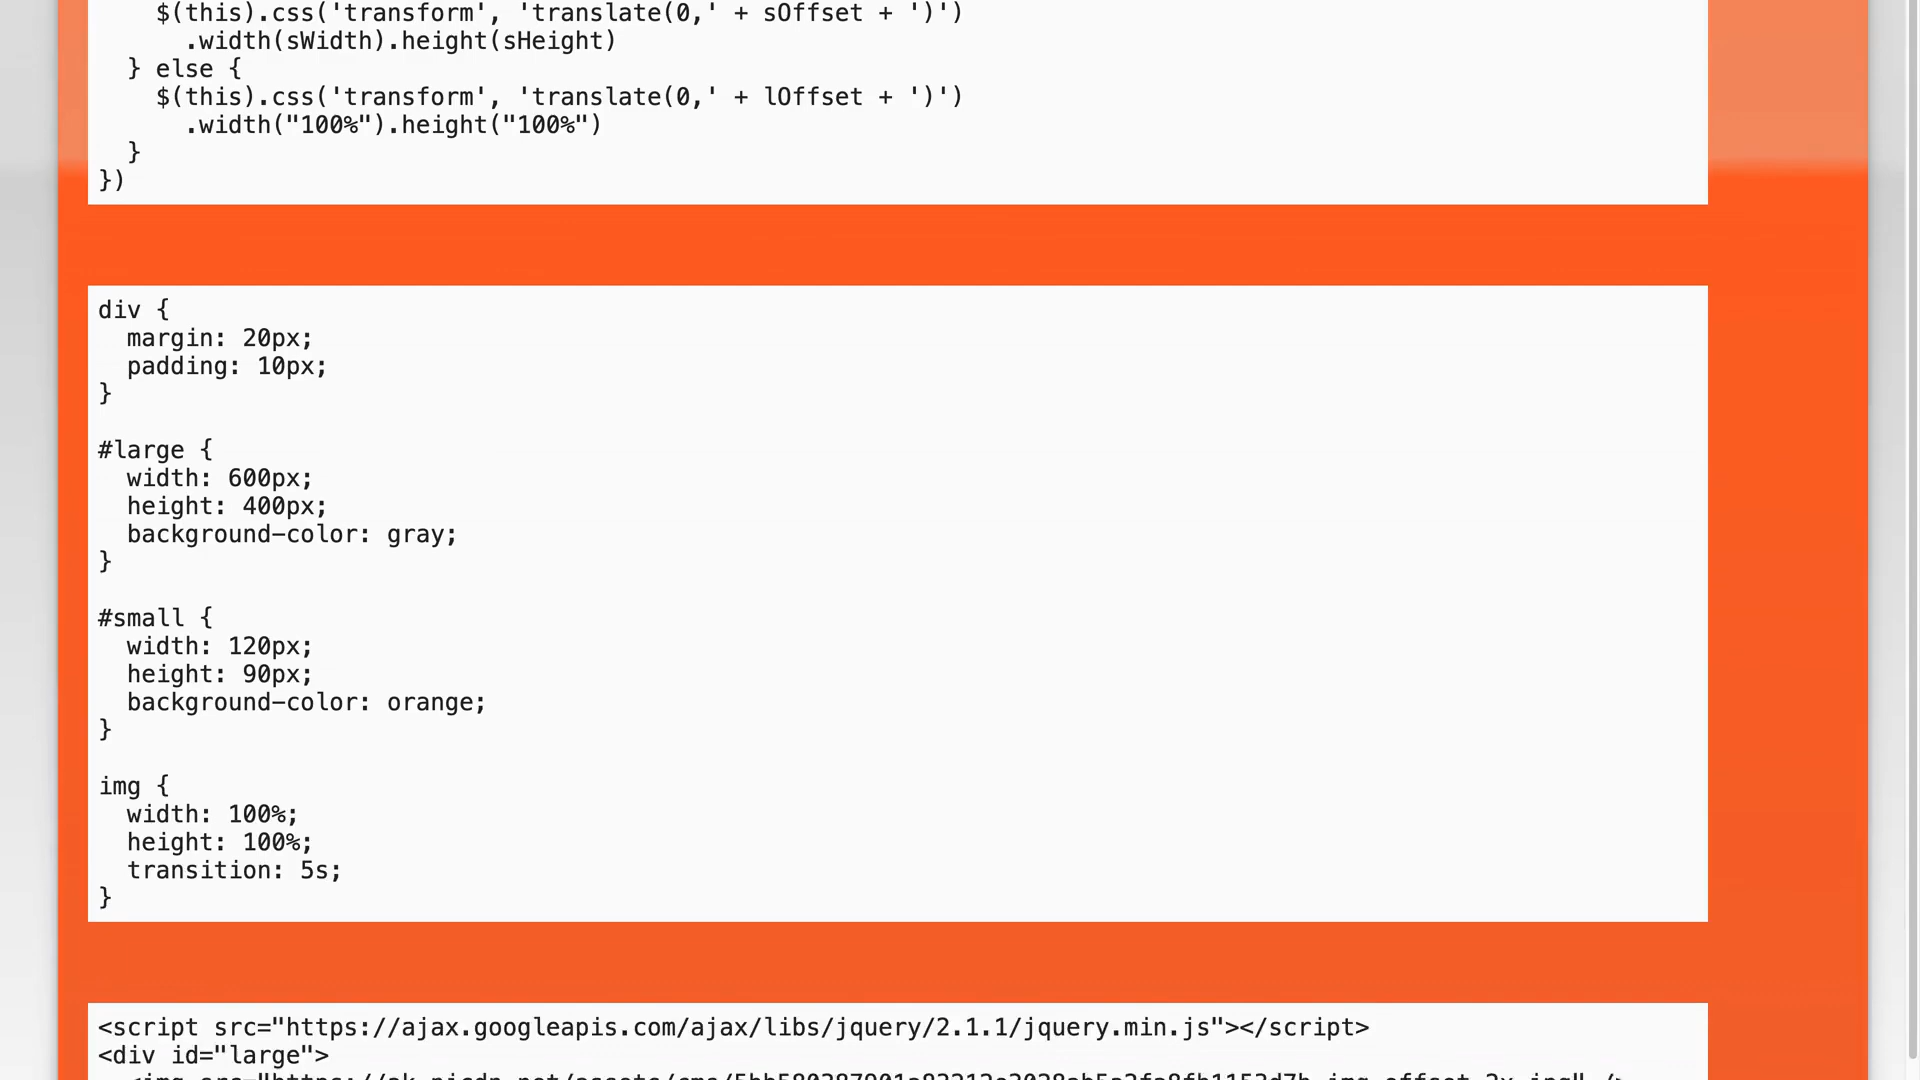 $(this).css('transform', 'translate(0,' + sOffset + ')')
.width(sWidth).height(sHeight)
} else {
$(this).css('transform', 'translate(0,' + lOffset + ')')
.width("100%").height("100%")
}
})
div {
margin: 20px;
padding: 10px;
}
#large {
width: 600px;
height: 400px;
background-color: gray;
}
#small {
width: 120px;
height: 90px;
background-color: orange;
}
img {
width: 100%;
height: 100%;
transition: 5s;
}
<script src="https://ajax.googleapis.com/ajax/libs/jquery/2.1.1/jquery.min.js"></script>
<div id="large">